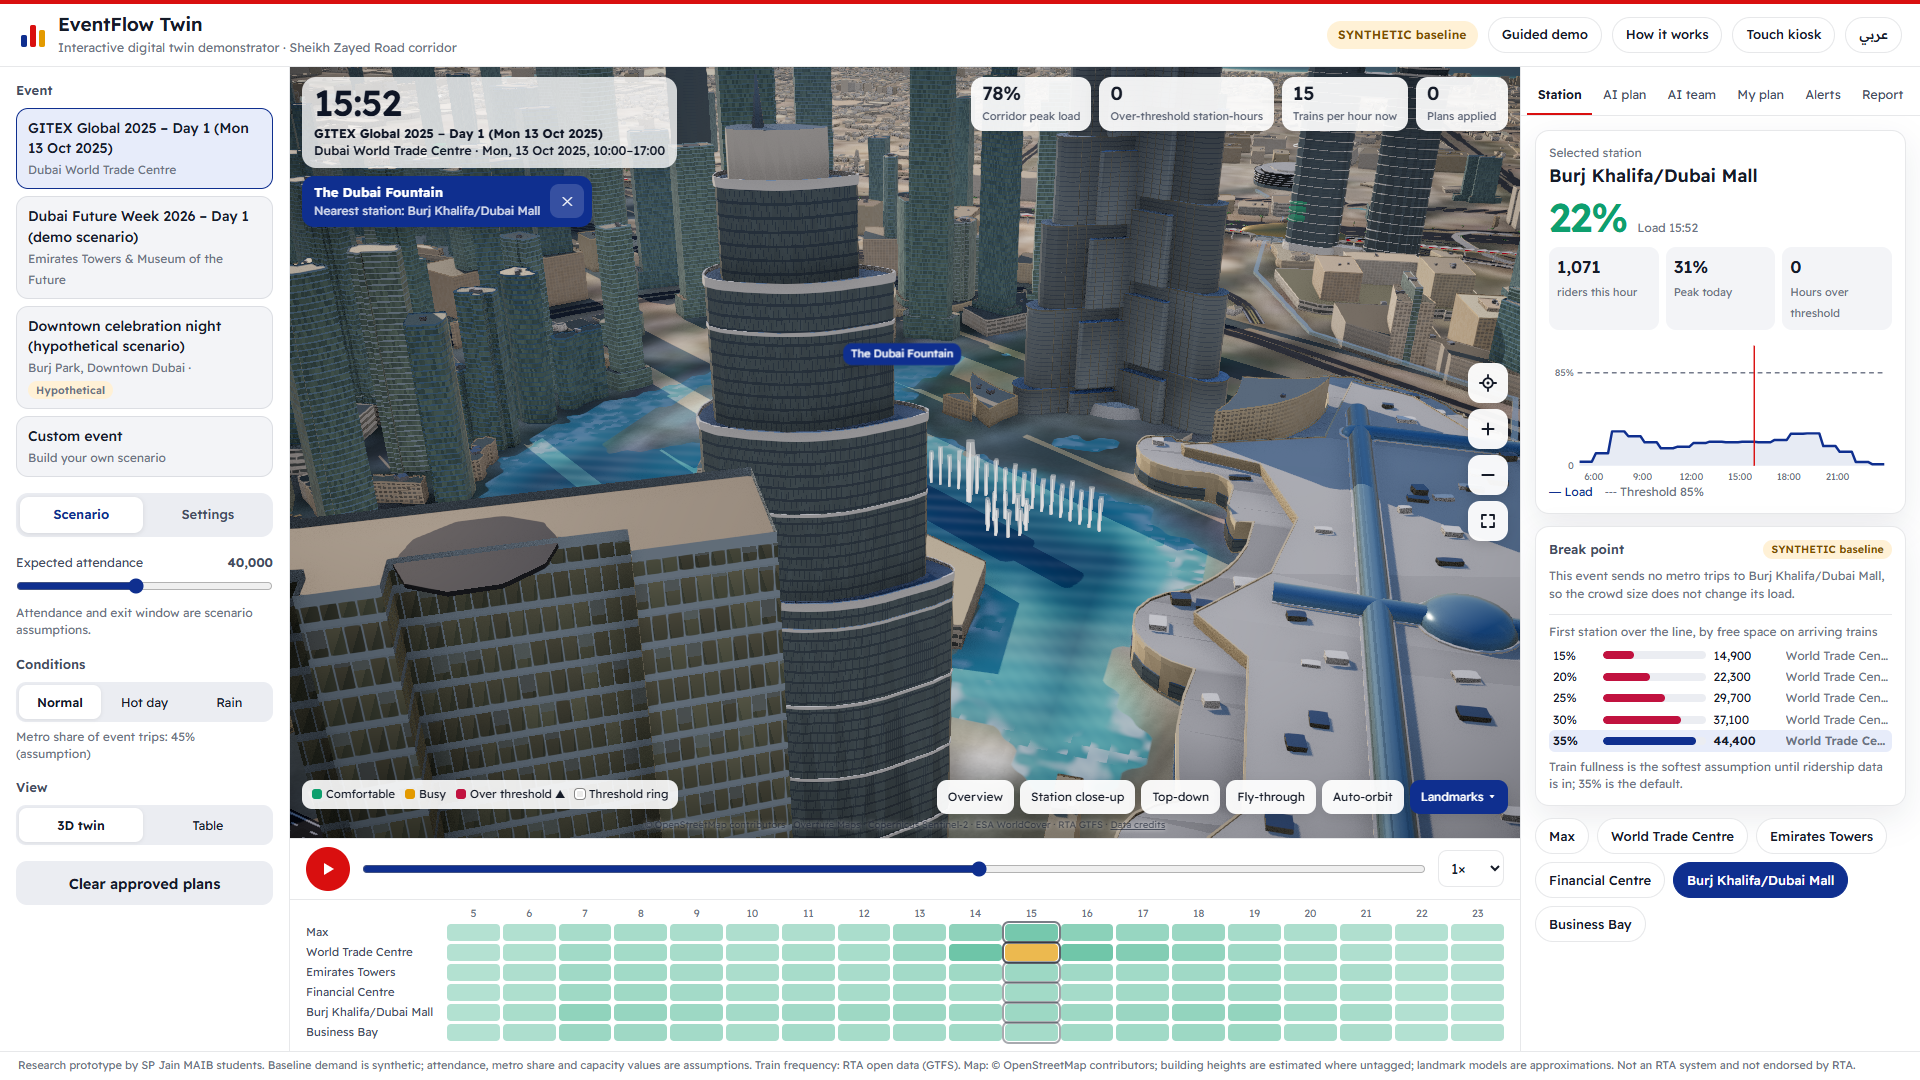 EventFlow Twin
Interactive digital twin demonstrator · Sheikh Zayed Road corridor
SYNTHETIC baseline
Guided demo
How it works
Touch kiosk
عربي
Event
GITEX Global 2025 – Day 1 (Mon
13 Oct 2025)
Dubai World Trade Centre
Dubai Future Week 2026 – Day 1
(demo scenario)
Emirates Towers & Museum of the
Future
Downtown celebration night
(hypothetical scenario)
Burj Park, Downtown Dubai ·
Hypothetical
Custom event
Build your own scenario
Scenario
Settings
Expected attendance
40,000
Attendance and exit window are scenario
assumptions.
Conditions
Normal
Hot day
Rain
Metro share of event trips: 45%
(assumption)
View
3D twin
Table
Clear approved plans
15:52
GITEX Global 2025 – Day 1 (Mon 13 Oct 2025)
Dubai World Trade Centre · Mon, 13 Oct 2025, 10:00–17:00
The Dubai Fountain
Nearest station: Burj Khalifa/Dubai Mall
×
78%
Corridor peak load
0
Over-threshold station-hours
15
Trains per hour now
0
Plans applied
The Dubai Fountain
+
−
Comfortable
Busy
Over threshold ▲
Threshold ring
Overview
Station close-up
Top-down
Fly-through
Auto-orbit
Landmarks
© OpenStreetMap contributors · Overture Maps · Copernicus Sentinel-2 · ESA WorldCover · RTA GTFS · Data credits
1×
5 6 7 8 9 10 11 12 13 14 15 16 17 18 19 20 21 22 23
Max
World Trade Centre
Emirates Towers
Financial Centre
Burj Khalifa/Dubai Mall
Business Bay
Station
AI plan
AI team
My plan
Alerts
Report
Selected station
Burj Khalifa/Dubai Mall
22%
Load 15:52
1,071
riders this hour
31%
Peak today
0
Hours over
threshold
85%
0
6:00 9:00 12:00 15:00 18:00 21:00
— Load
--- Threshold 85%
Break point
SYNTHETIC baseline
This event sends no metro trips to Burj Khalifa/Dubai Mall,
so the crowd size does not change its load.
First station over the line, by free space on arriving trains
15% 14,900 World Trade Cen...
20% 22,300 World Trade Cen...
25% 29,700 World Trade Cen...
30% 37,100 World Trade Cen...
35% 44,400 World Trade Ce...
Train fullness is the softest assumption until ridership data
is in; 35% is the default.
Max
World Trade Centre
Emirates Towers
Financial Centre
Burj Khalifa/Dubai Mall
Business Bay
Research prototype by SP Jain MAIB students. Baseline demand is synthetic; attendance, metro share and capacity values are assumptions. Train frequency: RTA open data (GTFS). Map: © OpenStreetMap contributors; building heights are estimated where untagged; landmark models are approximations. Not an RTA system and not endorsed by RTA.